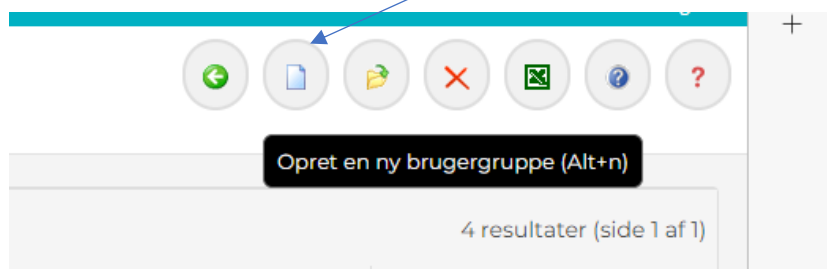 Opret en ny brugergruppe (Alt+n)
4 resultater (side 1 af 1)